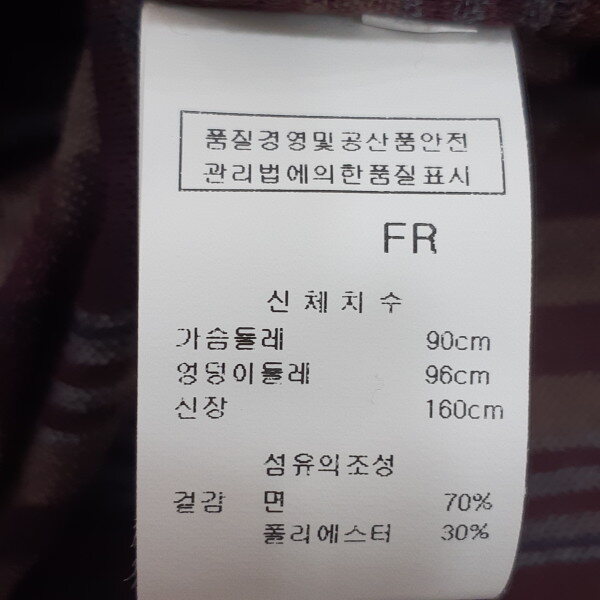 품질경영및공산품안전
관리법에의한품질표시
FR
신체치수
가슴둘레 90cm
엉덩이둘레 96cm
신장 160cm
섬유의조성
겉감 면 70%
폴리에스터 30%